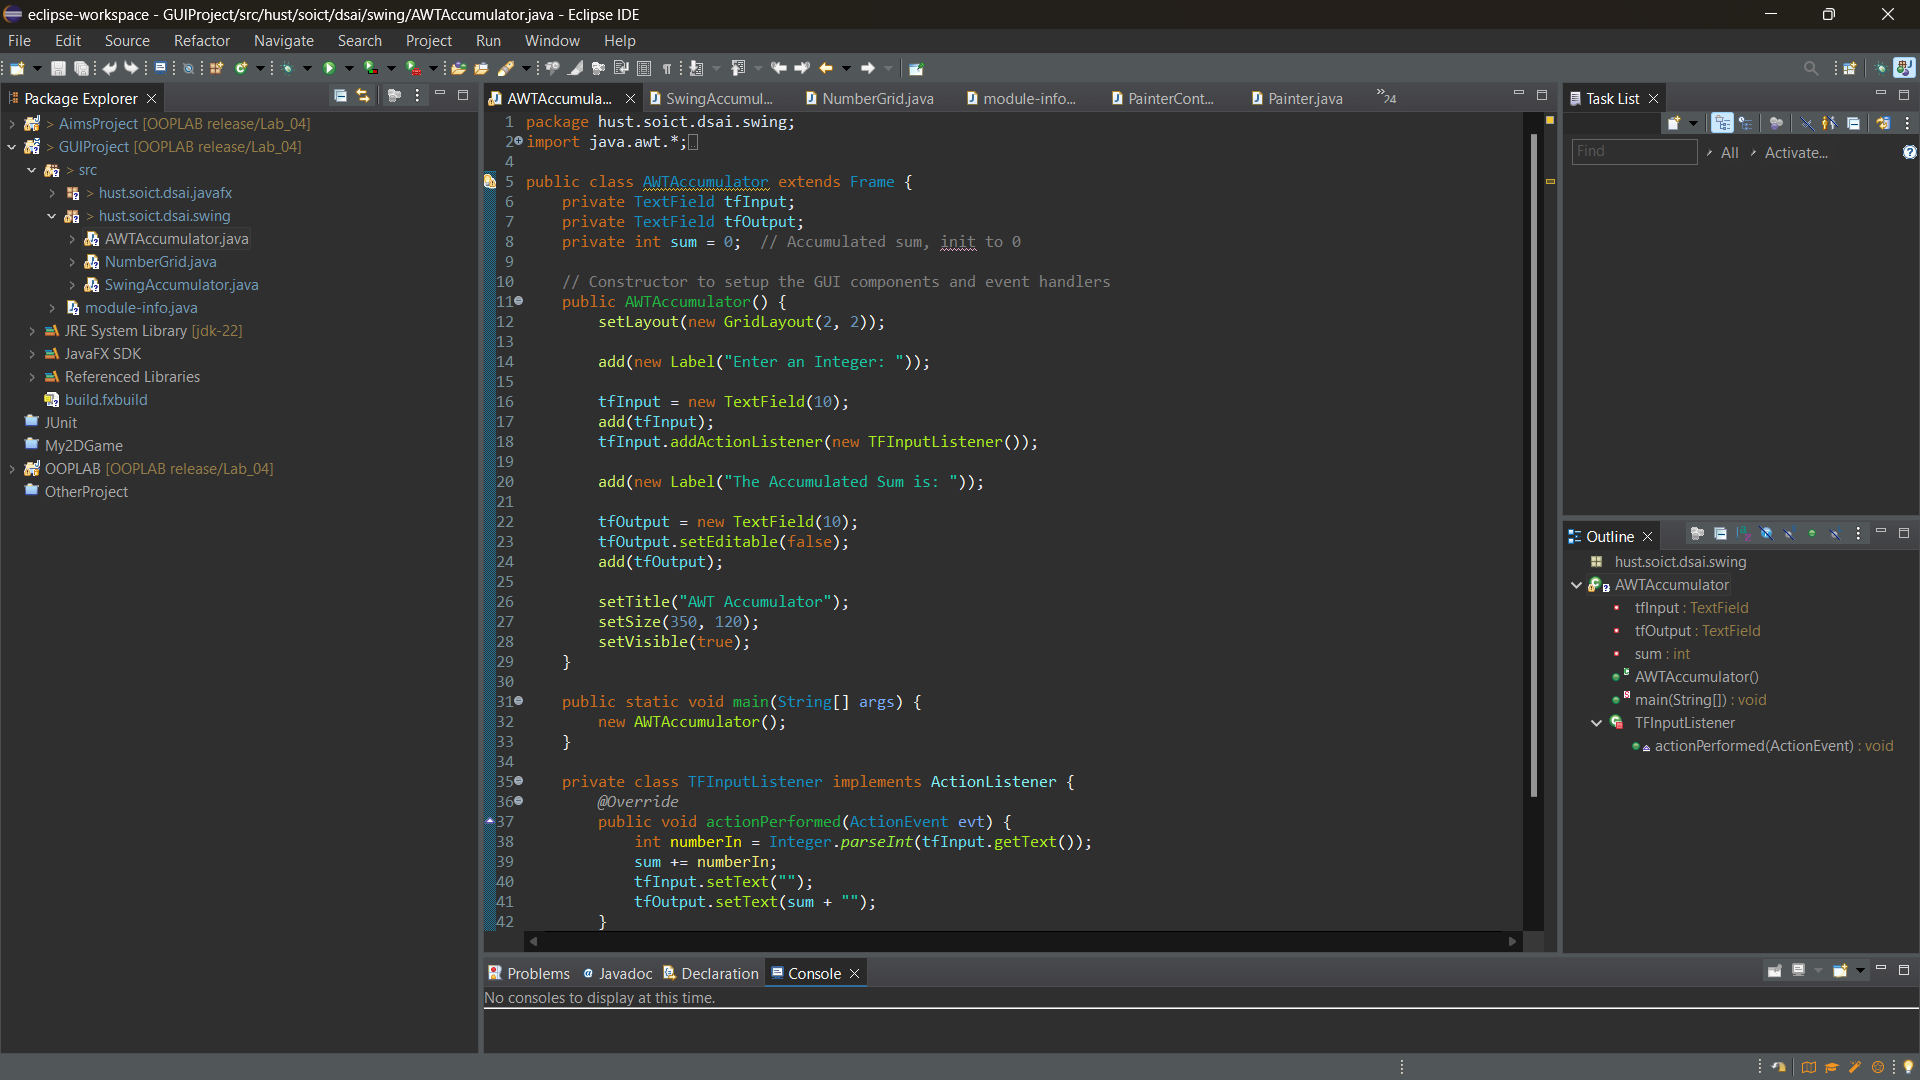 eclipse-workspace - GUIProject/src/hust/soict/dsai/swing/AWTAccumulator.java - Eclipse IDE
File Edit Source Refactor Navigate Search Project Run Window Help
Package Explorer
> AimsProject [OOPLAB release/Lab_04]
> GUIProject [OOPLAB release/Lab_04]
> src
> hust.soict.dsai.javafx
> hust.soict.dsai.swing
AWTAccumulator.java
NumberGrid.java
SwingAccumulator.java
module-info.java
JRE System Library [jdk-22]
JavaFX SDK
Referenced Libraries
build.fxbuild
JUnit
My2DGame
OOPLAB [OOPLAB release/Lab_04]
OtherProject
AWTAccumula... SwingAccumul... NumberGrid.java module-info... PainterCont... Painter.java »24
1 package hust.soict.dsai.swing;
2 import java.awt.*;
4
5 public class AWTAccumulator extends Frame {
6 private TextField tfInput;
7 private TextField tfOutput;
8 private int sum = 0; // Accumulated sum, init to 0
9
10 // Constructor to setup the GUI components and event handlers
11 public AWTAccumulator() {
12 setLayout(new GridLayout(2, 2));
13
14 add(new Label("Enter an Integer: "));
15
16 tfInput = new TextField(10);
17 add(tfInput);
18 tfInput.addActionListener(new TFInputListener());
19
20 add(new Label("The Accumulated Sum is: "));
21
22 tfOutput = new TextField(10);
23 tfOutput.setEditable(false);
24 add(tfOutput);
25
26 setTitle("AWT Accumulator");
27 setSize(350, 120);
28 setVisible(true);
29 }
30
31 public static void main(String[] args) {
32 new AWTAccumulator();
33 }
34
35 private class TFInputListener implements ActionListener {
36 @Override
37 public void actionPerformed(ActionEvent evt) {
38 int numberIn = Integer.parseInt(tfInput.getText());
39 sum += numberIn;
40 tfInput.setText("");
41 tfOutput.setText(sum + "");
42 }
Problems Javadoc Declaration Console
No consoles to display at this time.
Task List
Find All Activate...
Outline
hust.soict.dsai.swing
AWTAccumulator
tfInput : TextField
tfOutput : TextField
sum : int
AWTAccumulator()
main(String[]) : void
TFInputListener
actionPerformed(ActionEvent) : void